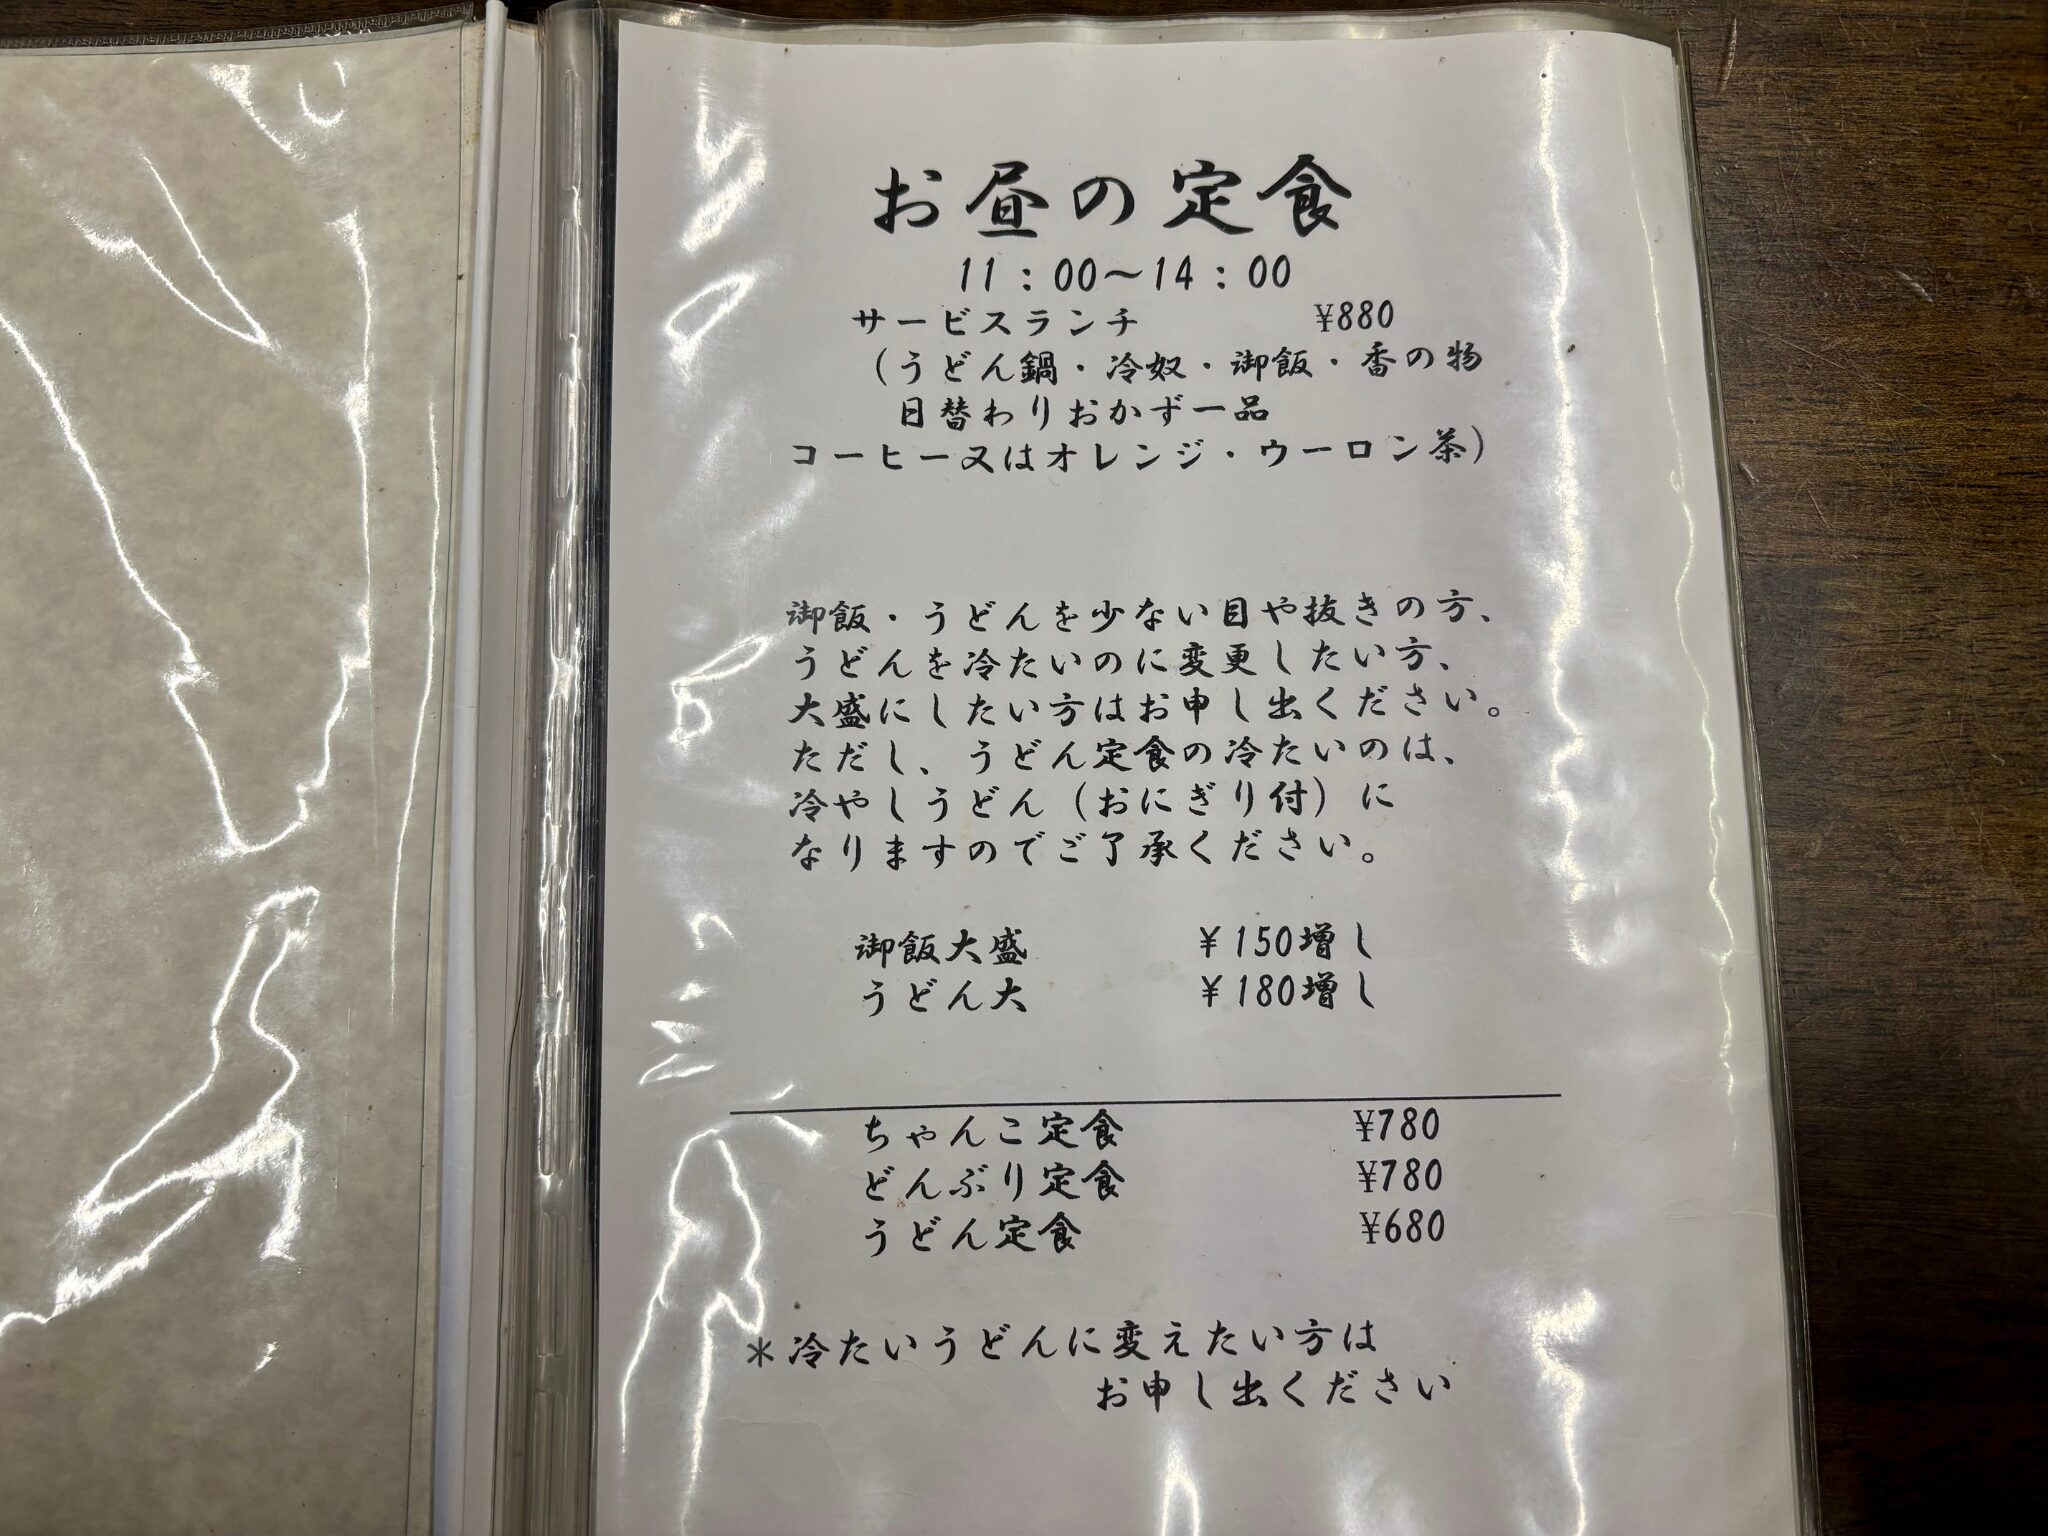 お昼の定食
11：00～14：00
サービスランチ ¥880
（うどん鍋・冷奴・御飯・香の物
日替わりおかず一品
コーヒー又はオレンジ・ウーロン茶）
御飯・うどんを少ない目や抜きの方、
うどんを冷たいのに変更したい方、
大盛にしたい方はお申し出ください。
ただし、うどん定食の冷たいのは、
冷やしうどん（おにぎり付）に
なりますのでご了承ください。
御飯大盛 ¥150増し
うどん大 ¥180増し
ちゃんこ定食 ¥780
どんぶり定食 ¥780
うどん定食 ¥680
＊冷たいうどんに変えたい方は
お申し出ください